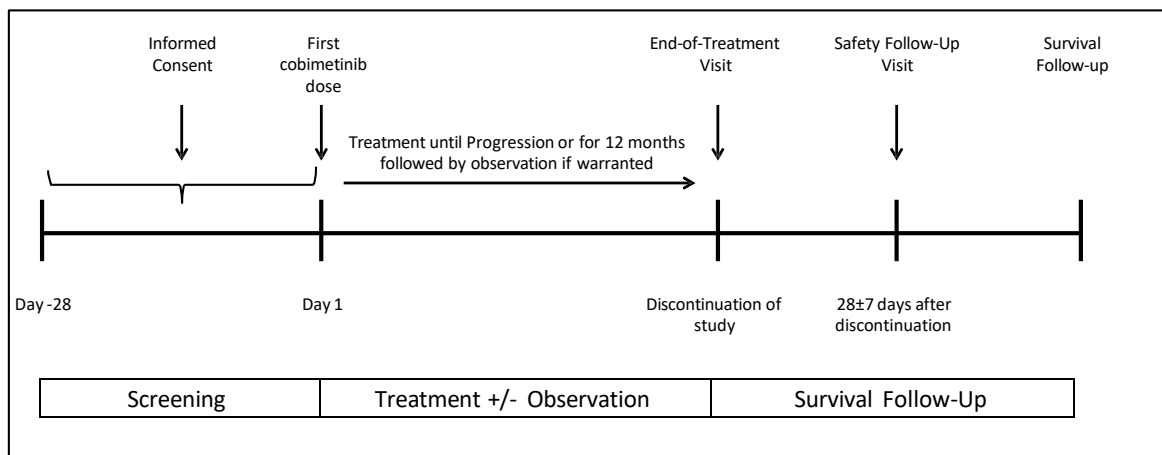 Informed
Consent
First
cobimetinib
dose
End-of-Treatment
Visit
Safety Follow-Up
Visit
Survival
Follow-up
Treatment until Progression or for 12 months
followed by observation if warranted
Day -28
Day 1
Discontinuation of
study
28±7 days after
discontinuation
Screening
Treatment +/- Observation
Survival Follow-Up